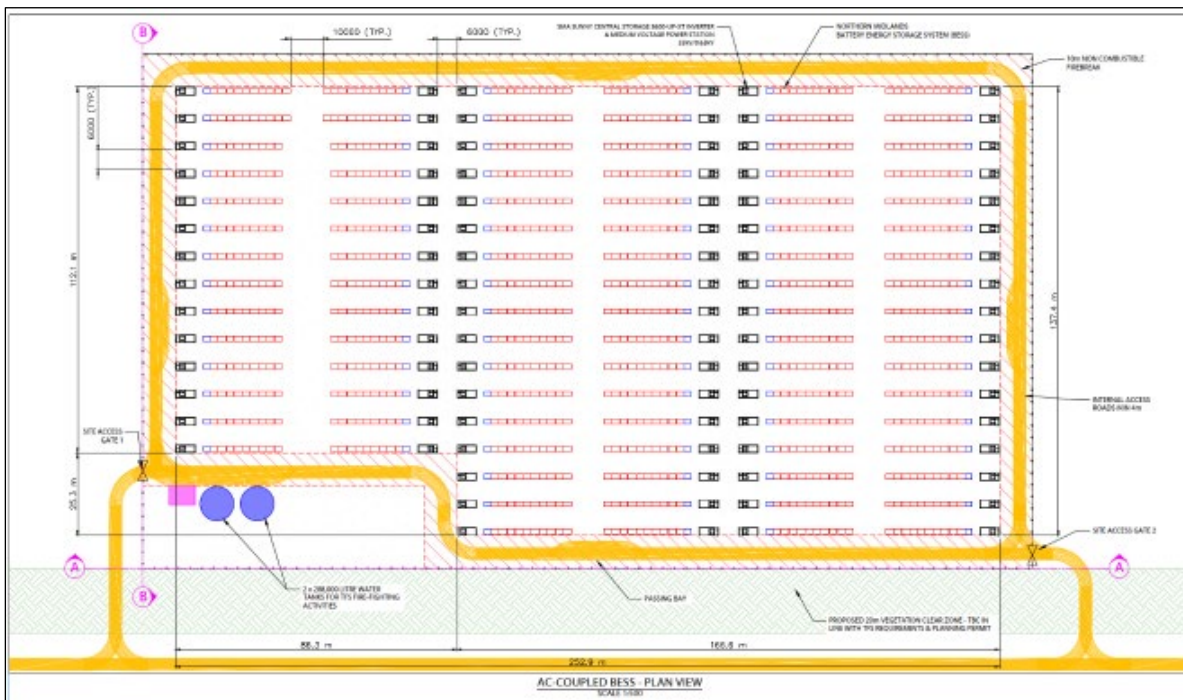 SMA SUNNY CENTRAL STORAGE 8600-UP-XT INVERTER
& MEDIUM VOLTAGE POWER STATION
NORTHERN MIDLANDS
BATTERY ENERGY STORAGE SYSTEM (BESS)
B
10000 (TYP.)
6000 (TYP.)
10m NON COMBUSTIBLE
FIREBREAK
6000 (TYP.)
112.1 m
137.4 m
INTERNAL ACCESS
ROADS MIN 4m
SITE ACCESS
GATE 1
25.3 m
SITE ACCESS GATE 2
A
A
B
2 x 288,000 LITRE WATER
TANKS FOR TFS FIRE-FIGHTING
ACTIVITIES
PASSING BAY
PROPOSED 20m VEGETATION CLEAR ZONE - TBC IN
LINE WITH TFS REQUIREMENTS & PLANNING PERMIT
86.3 m
166.6 m
252.9 m
AC-COUPLED BESS - PLAN VIEW
SCALE 1:500